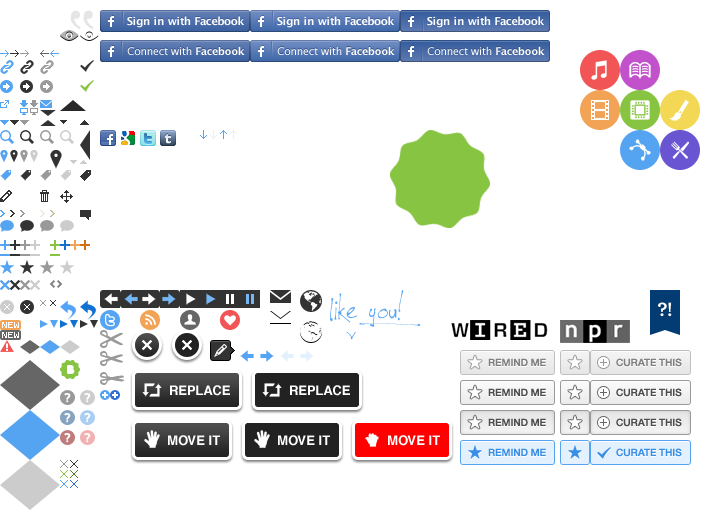 Sign in with Facebook Sign in with Facebook Sign in with Facebook
Connect with Facebook Connect with Facebook Connect with Facebook
NEW
NEW
like you!
?!
WIRED npr
REMIND ME CURATE THIS
REPLACE REPLACE
REMIND ME CURATE THIS
REMIND ME CURATE THIS
MOVE IT MOVE IT MOVE IT
REMIND ME CURATE THIS